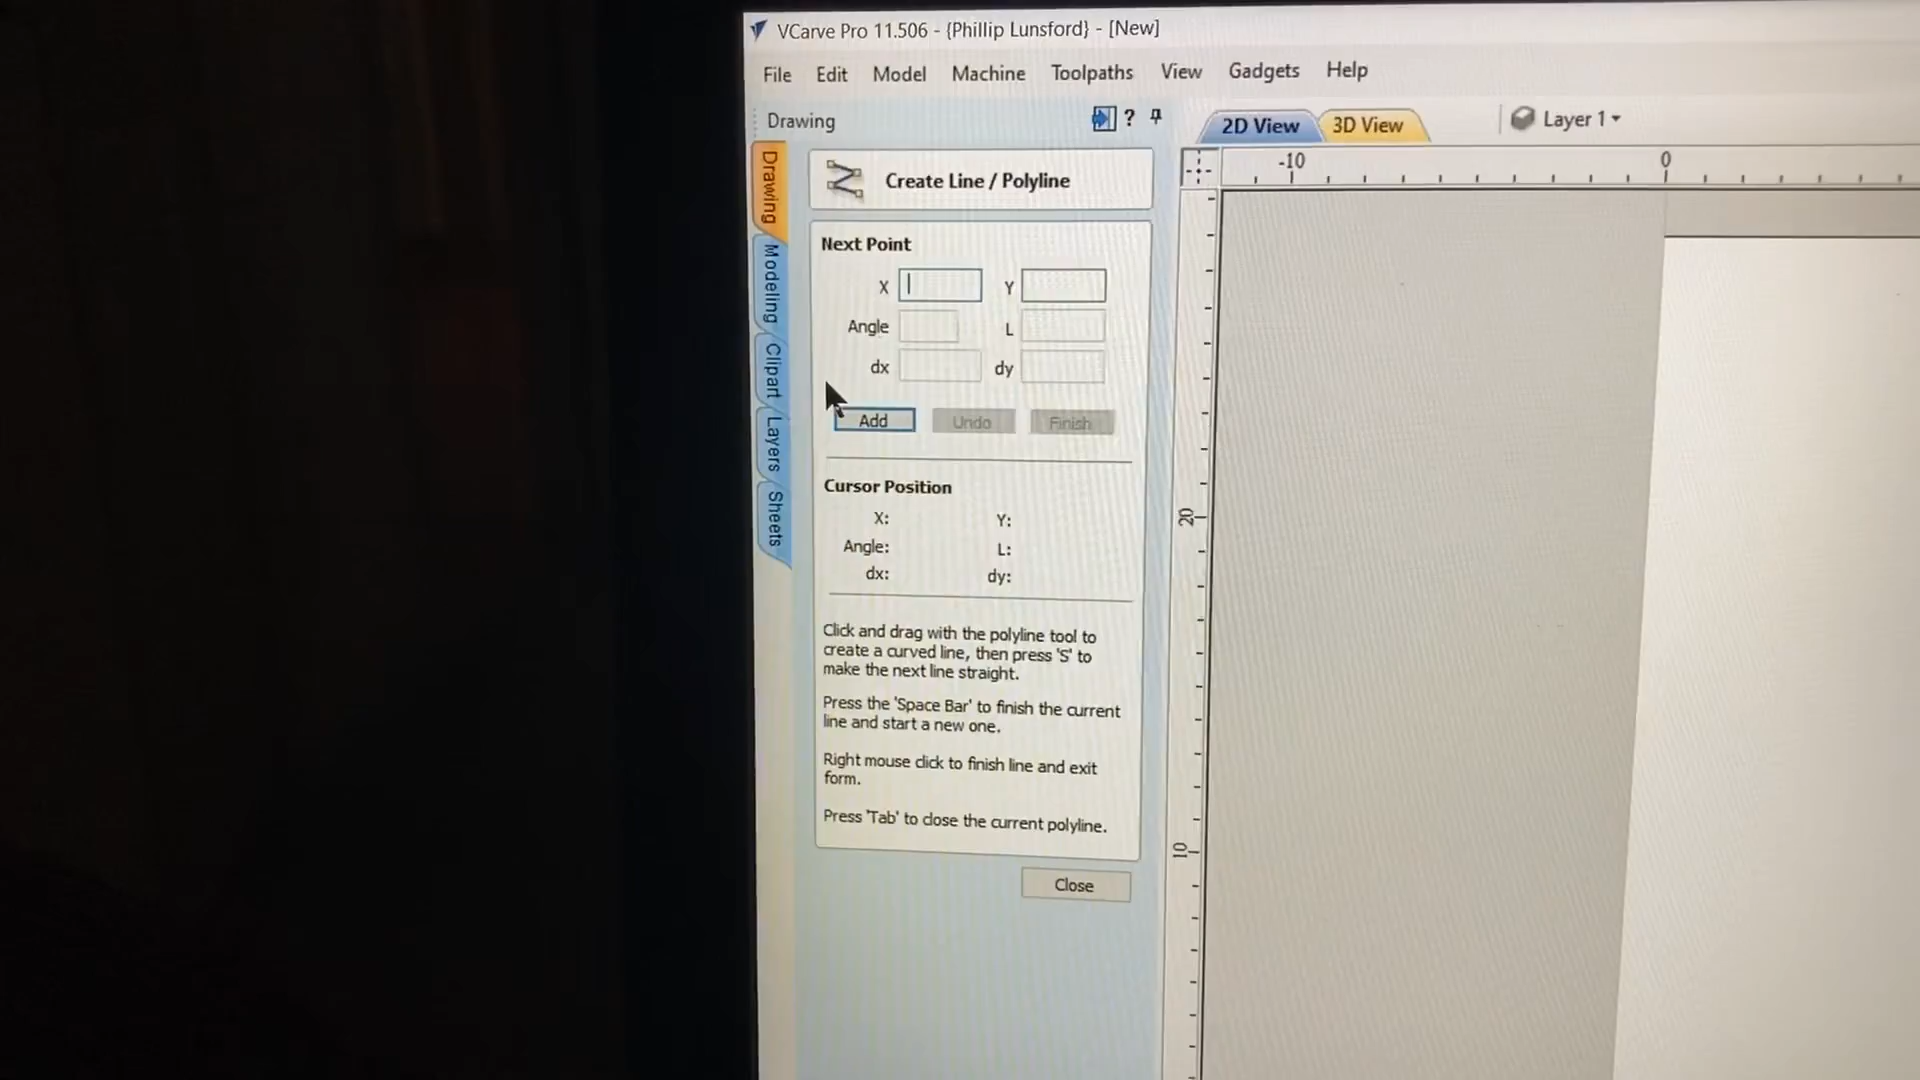 VCarve Pro 11.506 - {Phillip Lunsford} - [New]
File Edit Model Machine Toolpaths View Gadgets Help
Drawing ?
2D View 3D View Layer 1
Drawing
Modeling
Clipart
Layers
Sheets
Create Line / Polyline
Next Point
X Y
Angle L
dx dy
Add Undo Finish
Cursor Position
X: Y:
Angle: L:
dx: dy:
Click and drag with the polyline tool to
create a curved line, then press 'S' to
make the next line straight.
Press the 'Space Bar' to finish the current
line and start a new one.
Right mouse click to finish line and exit
form.
Press 'Tab' to close the current polyline.
Close
-10 0
20
10